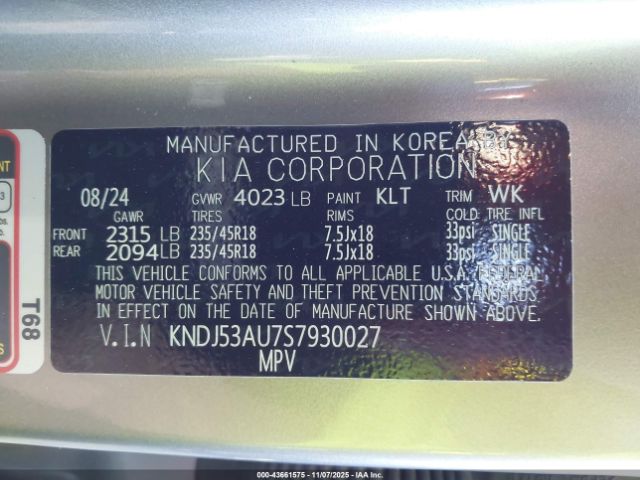 MANUFACTURED IN KOREA BY
KIA CORPORATION
08/24 GVWR 4023 LB PAINT KLT TRIM WK
GAWR TIRES RIMS COLD TIRE INFL
FRONT 2315 LB 235/45R18 7.5Jx18 33psi SINGLE
REAR 2094 LB 235/45R18 7.5Jx18 33psi SINGLE
THIS VEHICLE CONFORMS TO ALL APPLICABLE U.S.A. FEDERAL
MOTOR VEHICLE SAFETY AND THEFT PREVENTION STANDARDS
IN EFFECT ON THE DATE OF MANUFACTURE SHOWN ABOVE.
V.I.N KNDJ53AU7S7930027
MPV
T68
000-43661575 - 11/07/2025 - IAA Inc.